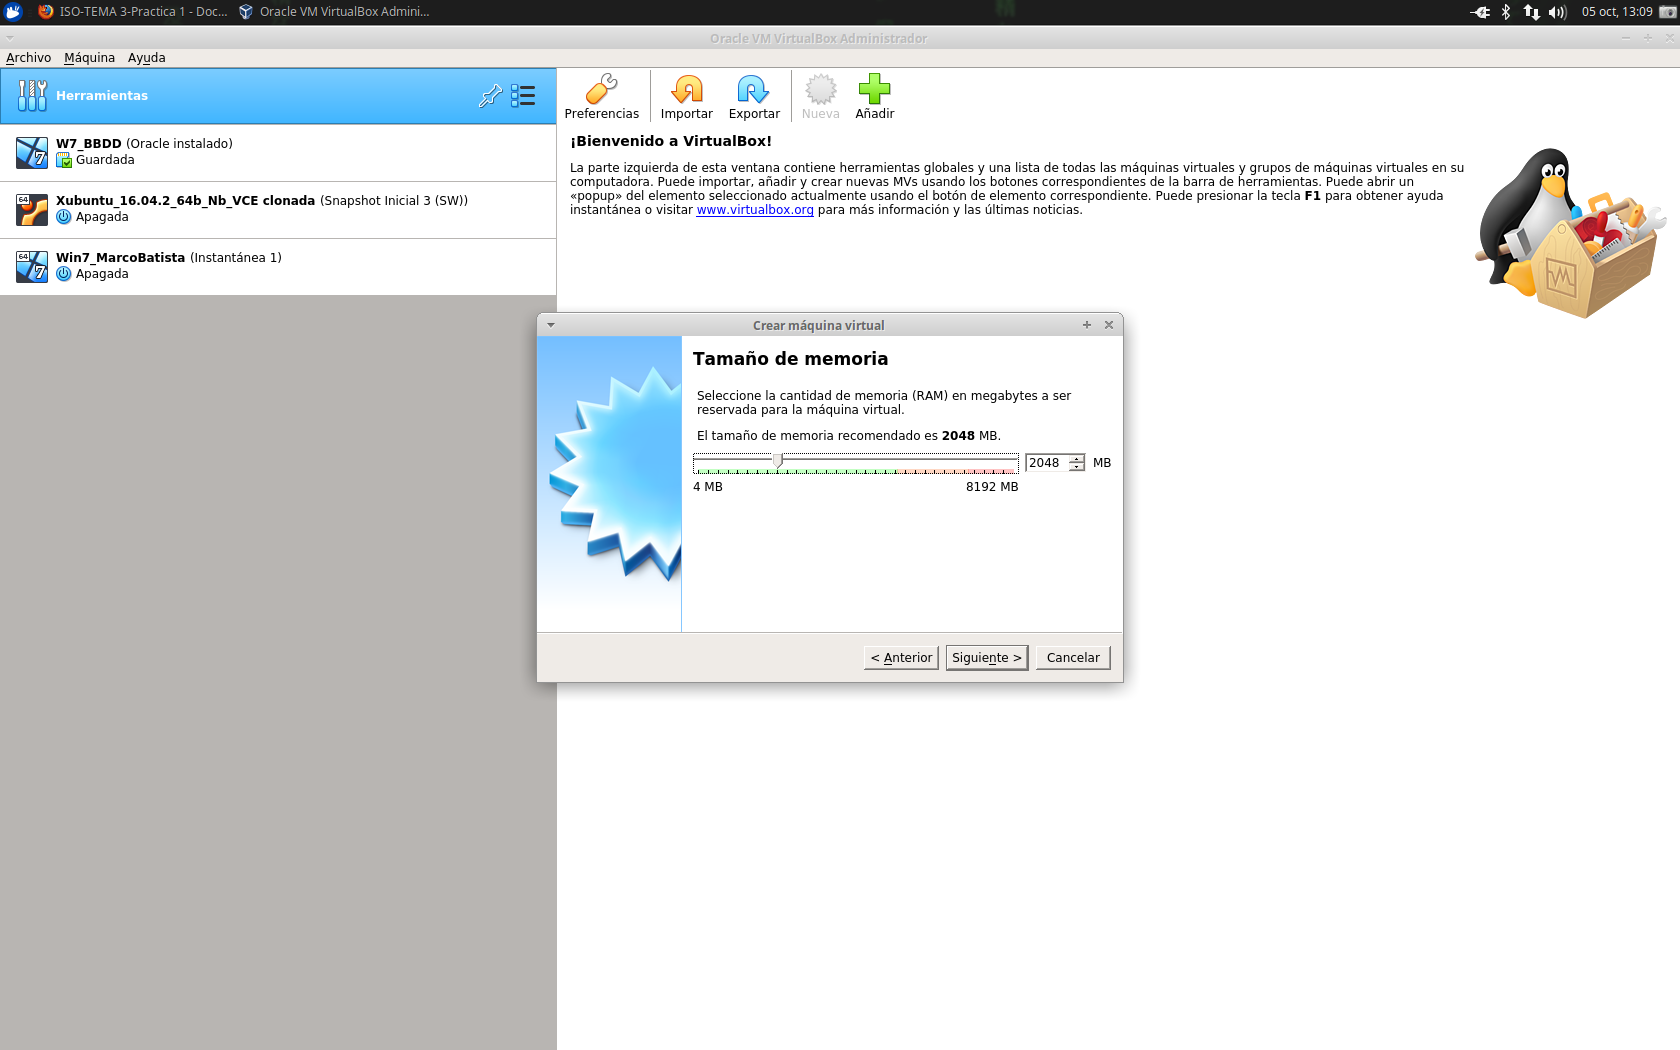 ISO-TEMA 3-Practica 1 - Doc...
Oracle VM VirtualBox Admini...
05 oct, 13:09
Oracle VM VirtualBox Administrador
Archivo Máquina Ayuda
Herramientas
W7_BBDD (Oracle instalado)
Guardada
64
Xubuntu_16.04.2_64b_Nb_VCE clonada (Snapshot Inicial 3 (SW))
Apagada
64
Win7_MarcoBatista (Instantánea 1)
Apagada
Preferencias
Importar
Exportar
Nueva
Añadir
¡Bienvenido a VirtualBox!
La parte izquierda de esta ventana contiene herramientas globales y una lista de todas las máquinas virtuales y grupos de máquinas virtuales en su
computadora. Puede importar, añadir y crear nuevas MVs usando los botones correspondientes de la barra de herramientas. Puede abrir un
«popup» del elemento seleccionado actualmente usando el botón de elemento correspondiente. Puede presionar la tecla F1 para obtener ayuda
instantánea o visitar www.virtualbox.org para más información y las últimas noticias.
Crear máquina virtual
Tamaño de memoria
Seleccione la cantidad de memoria (RAM) en megabytes a ser
reservada para la máquina virtual.
El tamaño de memoria recomendado es 2048 MB.
2048 MB
4 MB
8192 MB
< Anterior
Siguiente >
Cancelar